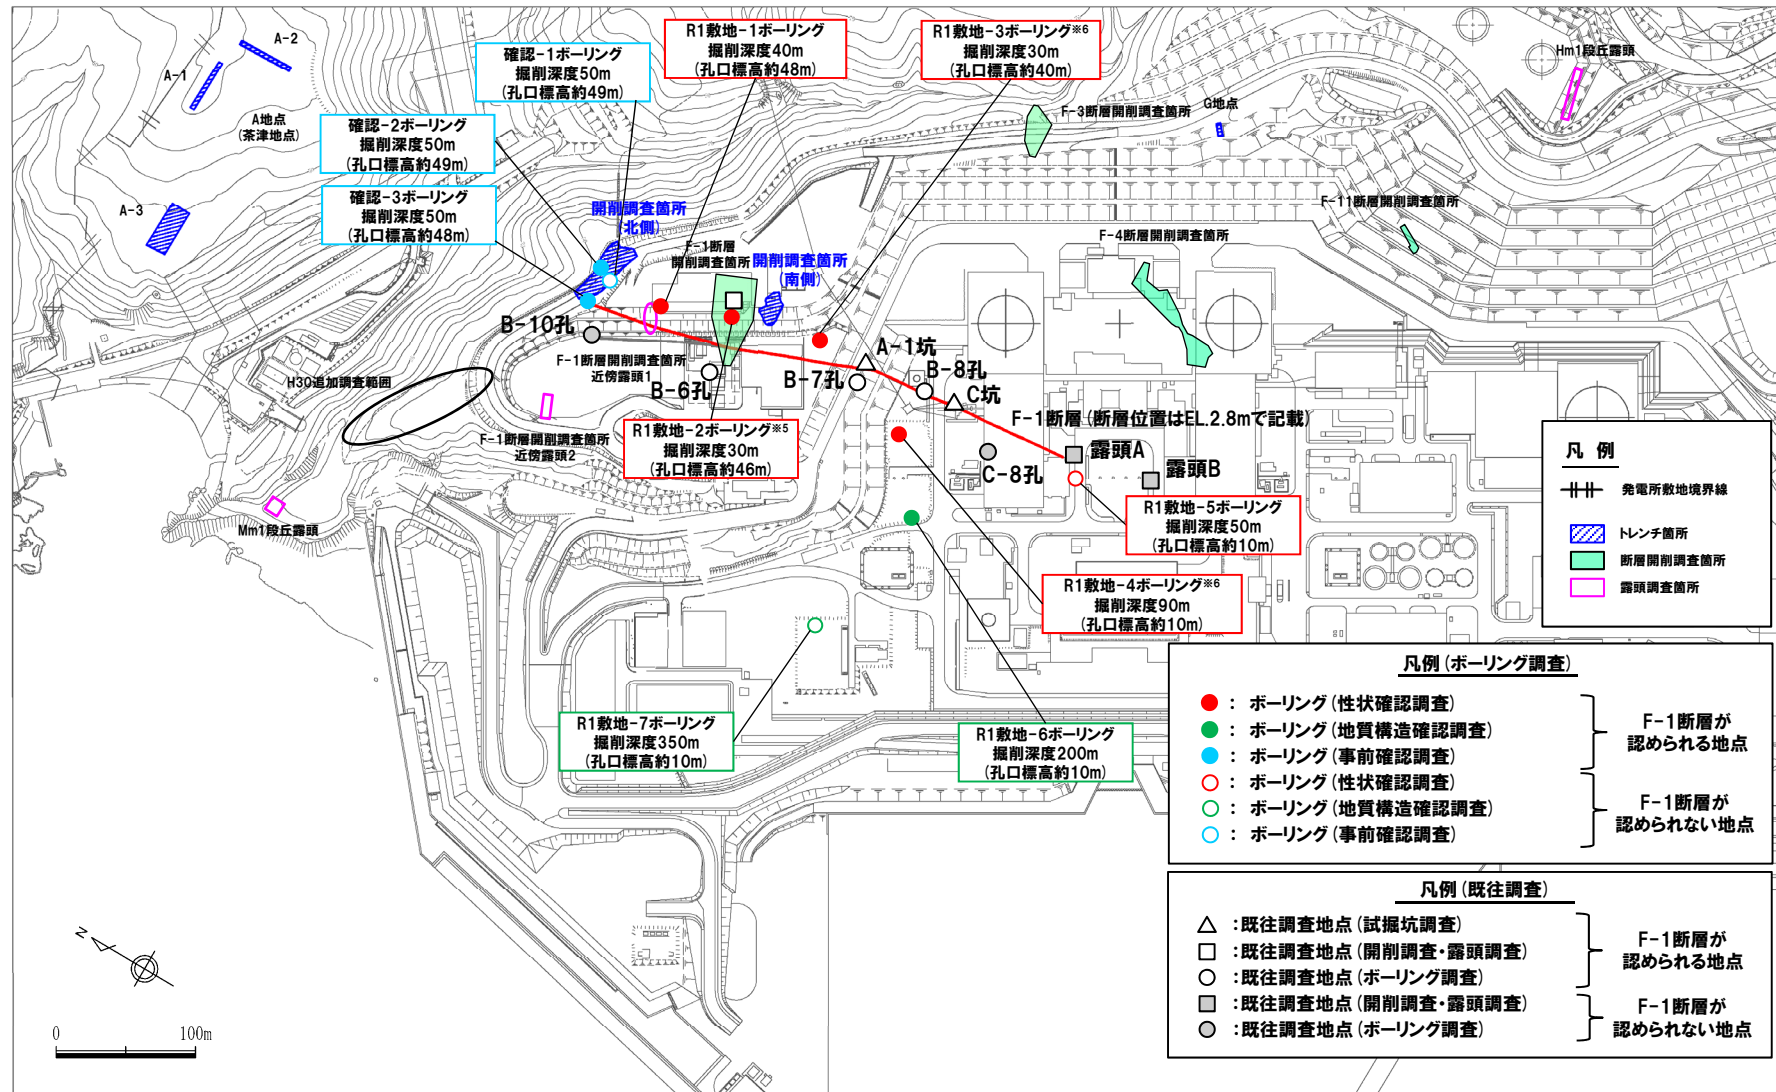 A-2
A-1
A地点
(茶津地点)
A-3
確認-1ボーリング
掘削深度50m
(孔口標高約49m)
R1敷地-1ボーリング
掘削深度40m
(孔口標高約48m)
R1敷地-3ボーリング※6
掘削深度30m
(孔口標高約40m)
Hm1段丘露頭
確認-2ボーリング
掘削深度50m
(孔口標高約49m)
F-3断層開削調査箇所
G地点
確認-3ボーリング
掘削深度50m
(孔口標高約48m)
開削調査箇所
(北側)
F-1断層
開削調査箇所
開削調査箇所
(南側)
F-4断層開削調査箇所
F-11断層開削調査箇所
B-10孔
F-1断層開削調査箇所
近傍露頭1
B-6孔
B-7孔
A-1坑
B-8孔
C坑
H30追加調査範囲
F-1断層(断層位置はEL.2.8mで記載)
F-1断層開削調査箇所
近傍露頭2
R1敷地-2ボーリング※5
掘削深度30m
(孔口標高約46m)
C-8孔
露頭A
露頭B
Mm1段丘露頭
R1敷地-5ボーリング
掘削深度50m
(孔口標高約10m)
R1敷地-4ボーリング※6
掘削深度90m
(孔口標高約10m)
R1敷地-7ボーリング
掘削深度350m
(孔口標高約10m)
R1敷地-6ボーリング
掘削深度200m
(孔口標高約10m)
凡 例
発電所敷地境界線
トレンチ箇所
断層開削調査箇所
露頭調査箇所
凡例(ボーリング調査)
: ボーリング(性状確認調査)
: ボーリング(地質構造確認調査)
: ボーリング(事前確認調査)
F-1断層が
認められる地点
: ボーリング(性状確認調査)
: ボーリング(地質構造確認調査)
: ボーリング(事前確認調査)
F-1断層が
認められない地点
凡例(既往調査)
:既往調査地点(試掘坑調査)
:既往調査地点(開削調査・露頭調査)
:既往調査地点(ボーリング調査)
F-1断層が
認められる地点
:既往調査地点(開削調査・露頭調査)
:既往調査地点(ボーリング調査)
F-1断層が
認められない地点
N
0 100m